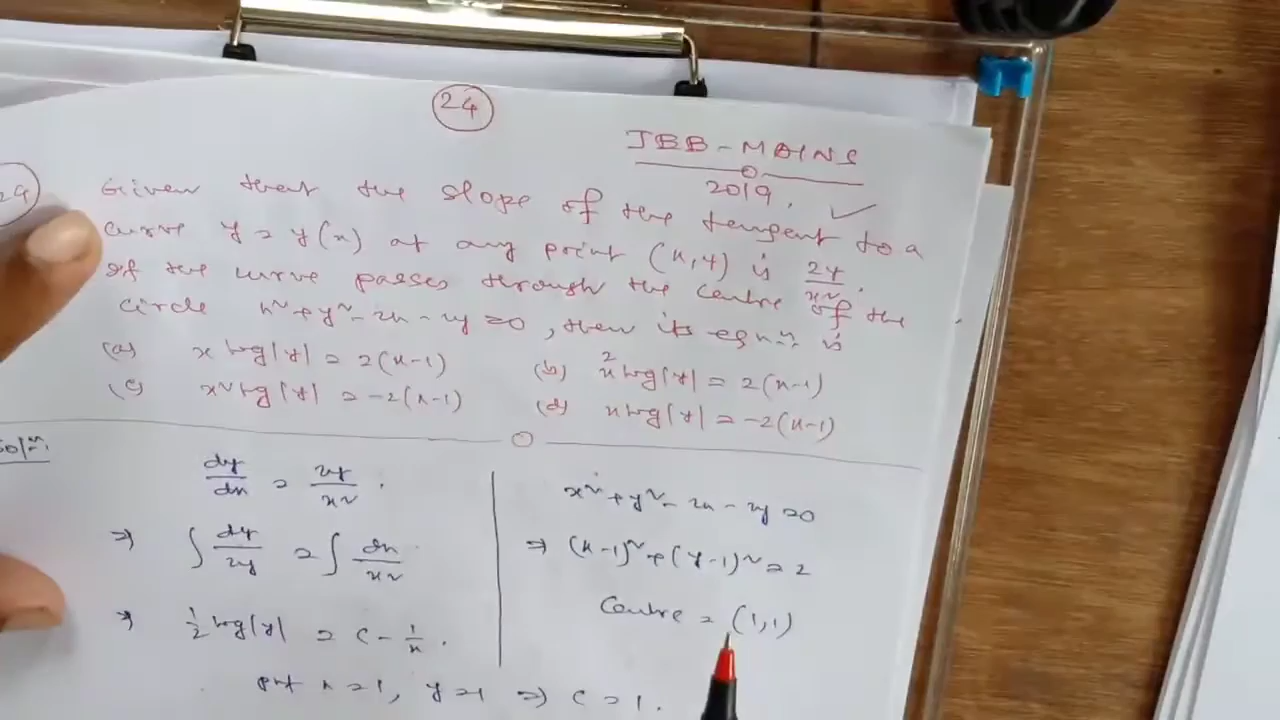 24
JEE-MAINS
2019.
24
Given that the slope of the tangent to a
curve y = y(x) at any point (x,y) is 2y/x².
If the curve passes through the centre of the
circle x²+y²-2x-2y=0, then its eqn. is
(a) x log|y| = 2(x-1) (b) x² log|y| = 2(x-1)
(c) x² log|y| = -2(x-1) (d) x log|y| = -2(x-1)
Soln.
dy/dx = 2y/x².
⇒ ∫ dy/2y = ∫ dx/x²
⇒ 1/2 log|y| = c - 1/x.
put x=1, y=1 ⇒ c=1.
x²+y²-2x-2y=0
⇒ (x-1)²+(y-1)²=2
Centre = (1,1)